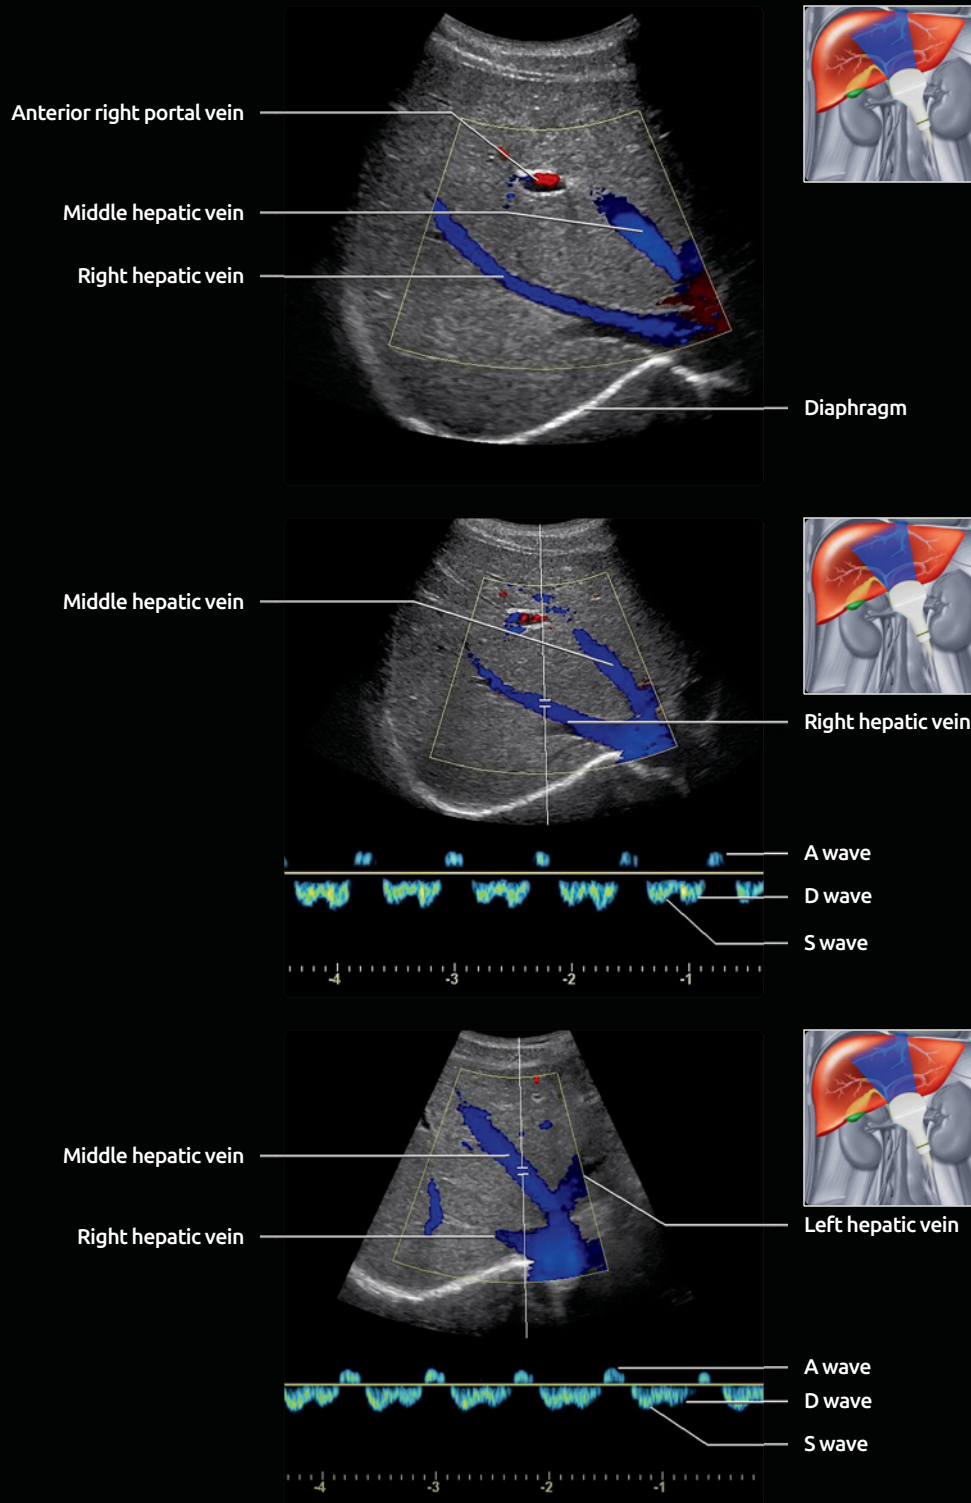 Anterior right portal vein
Middle hepatic vein
Right hepatic vein
Diaphragm
Middle hepatic vein
Right hepatic vein
A wave
D wave
S wave
-4 -3 -2 -1
Middle hepatic vein
Right hepatic vein
Left hepatic vein
A wave
D wave
S wave
-4 -3 -2 -1